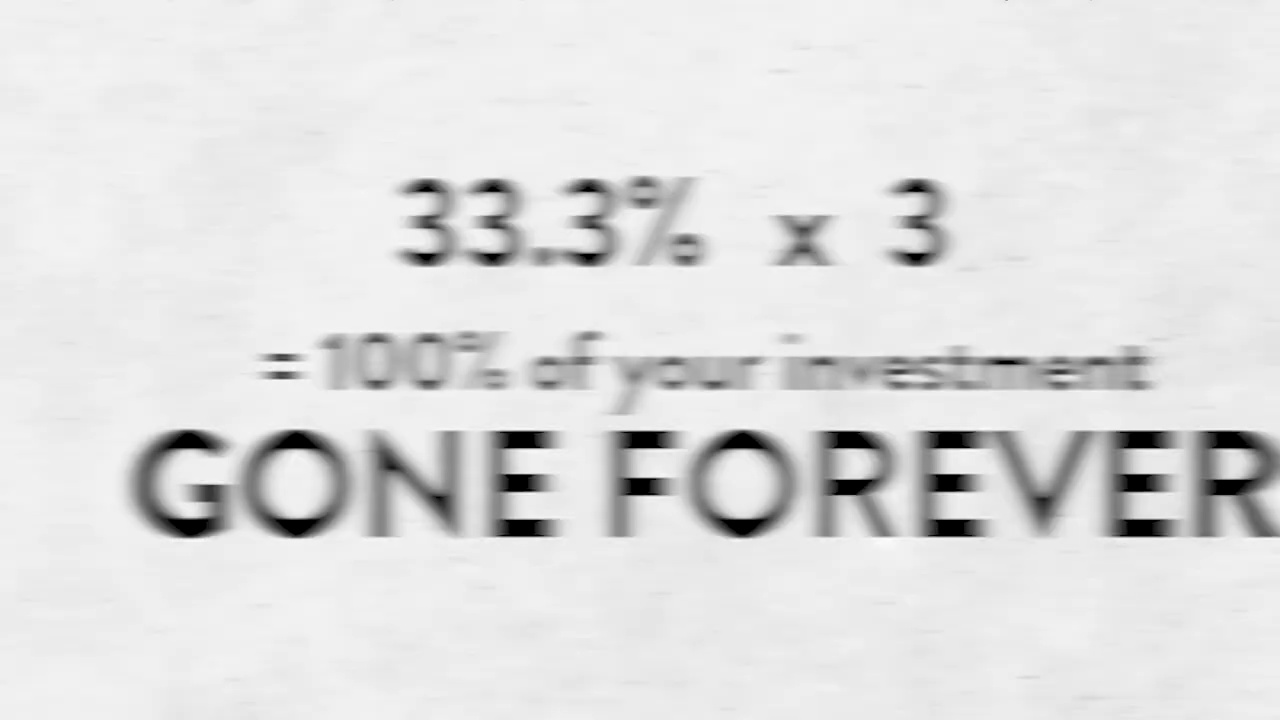 33.3% x 3
= 100% of your investment
GONE FOREVER